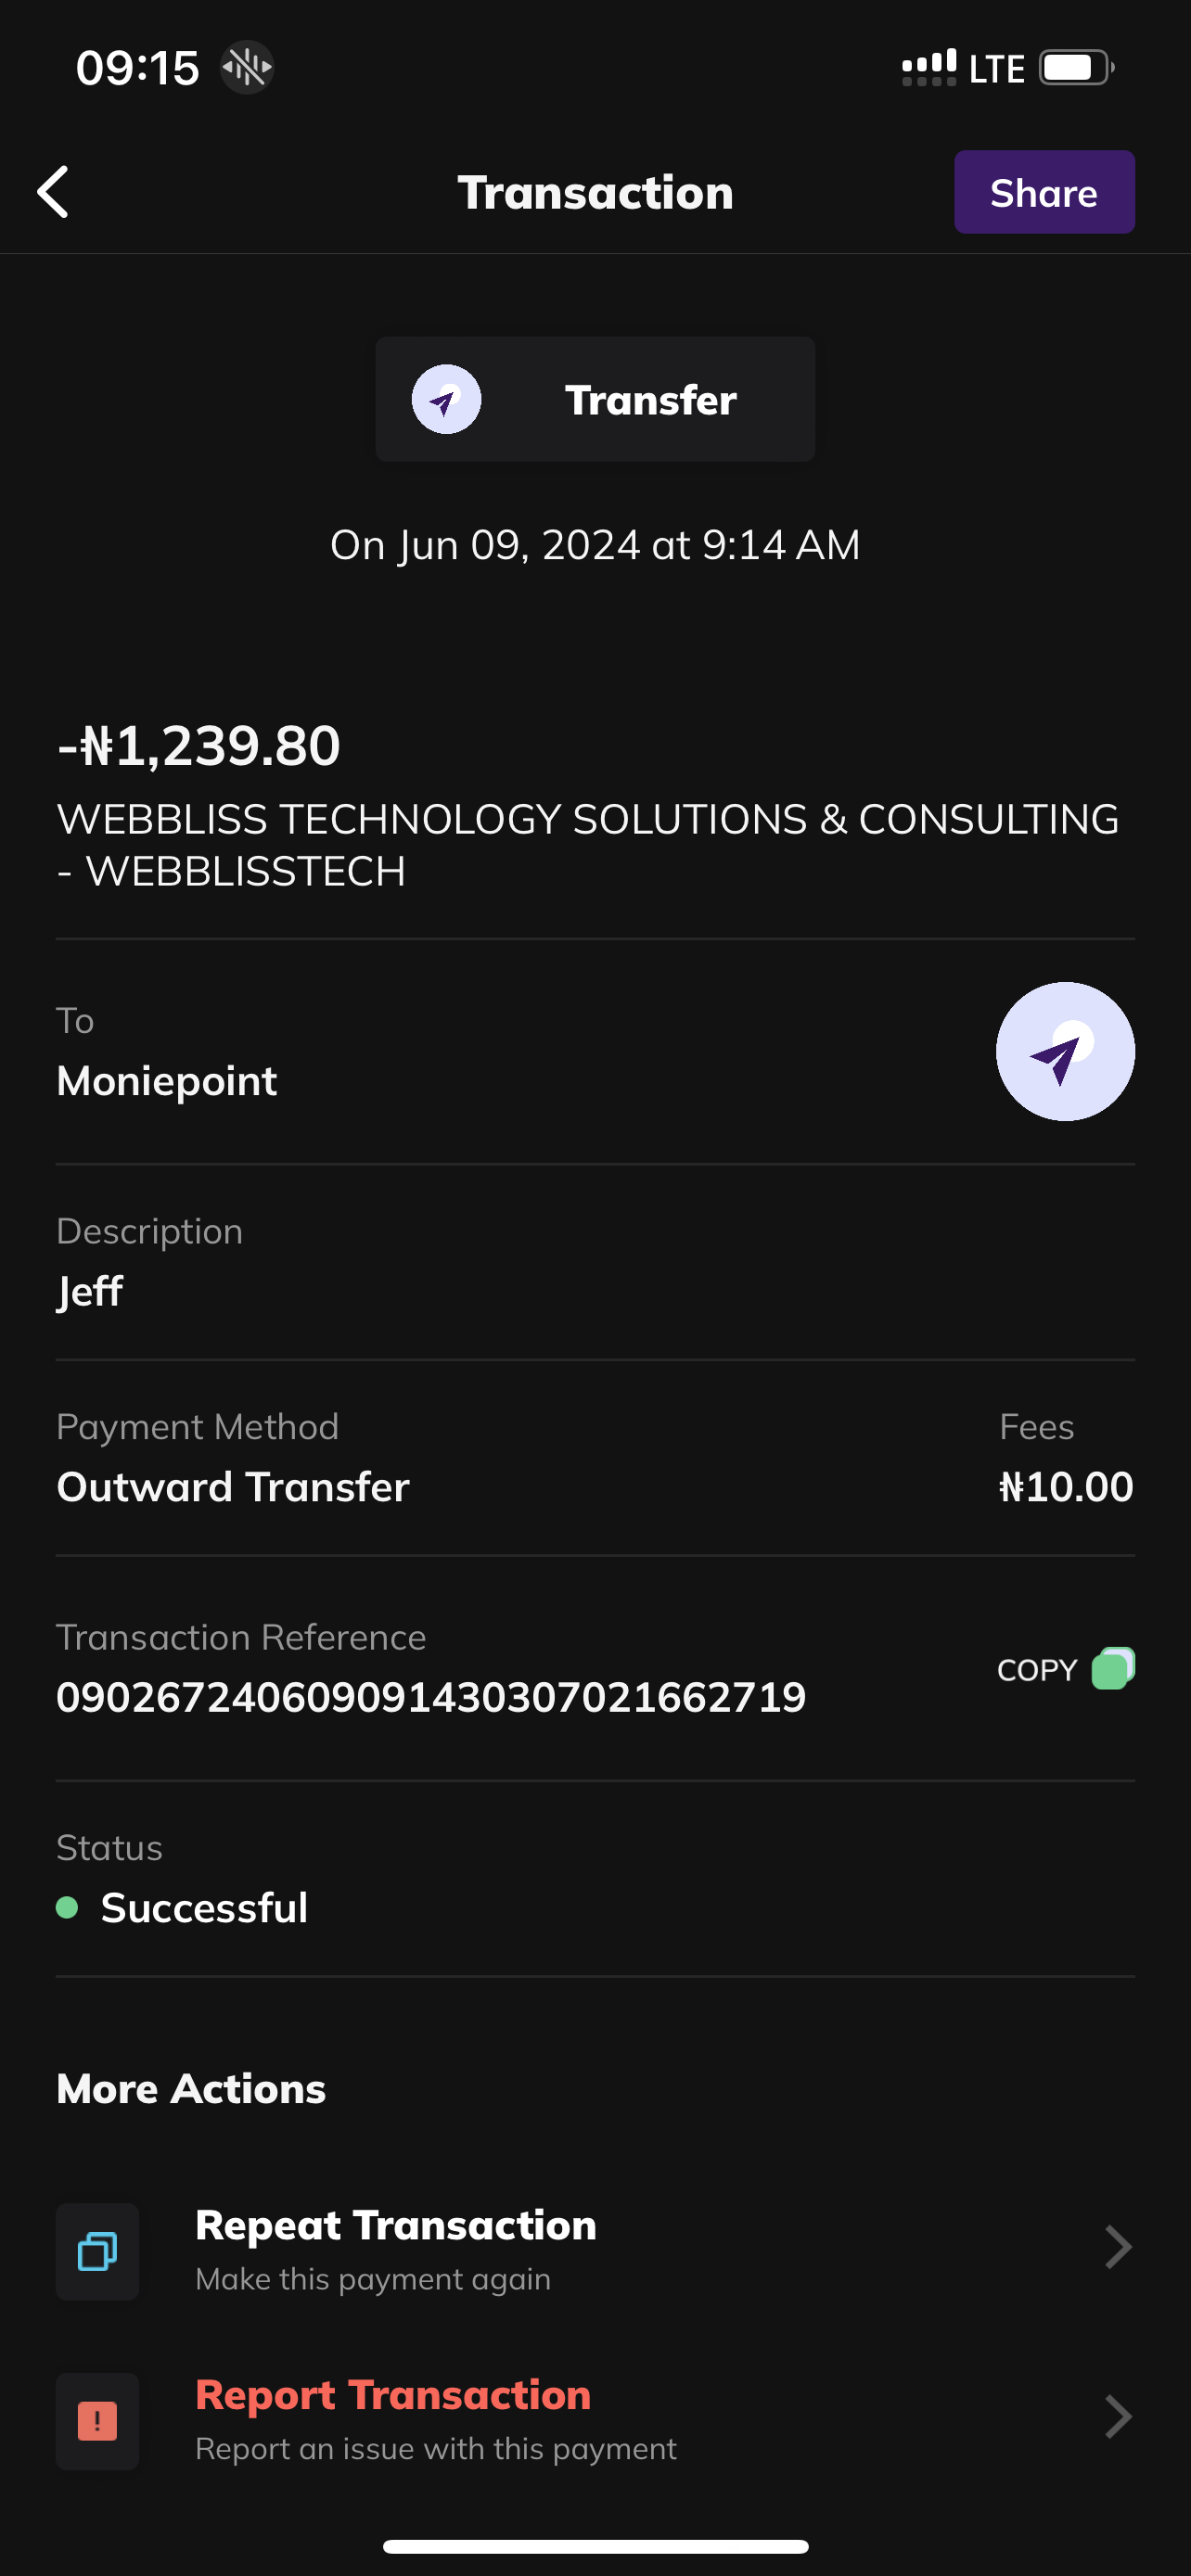 09:15
LTE
Transaction
Share
Transfer
On Jun 09, 2024 at 9:14 AM
-₦1,239.80
WEBBLISS TECHNOLOGY SOLUTIONS & CONSULTING
- WEBBLISSTECH
To
Moniepoint
Description
Jeff
Payment Method
Fees
Outward Transfer
₦10.00
Transaction Reference
090267240609091430307021662719
COPY
Status
Successful
More Actions
Repeat Transaction
Make this payment again
Report Transaction
Report an issue with this payment